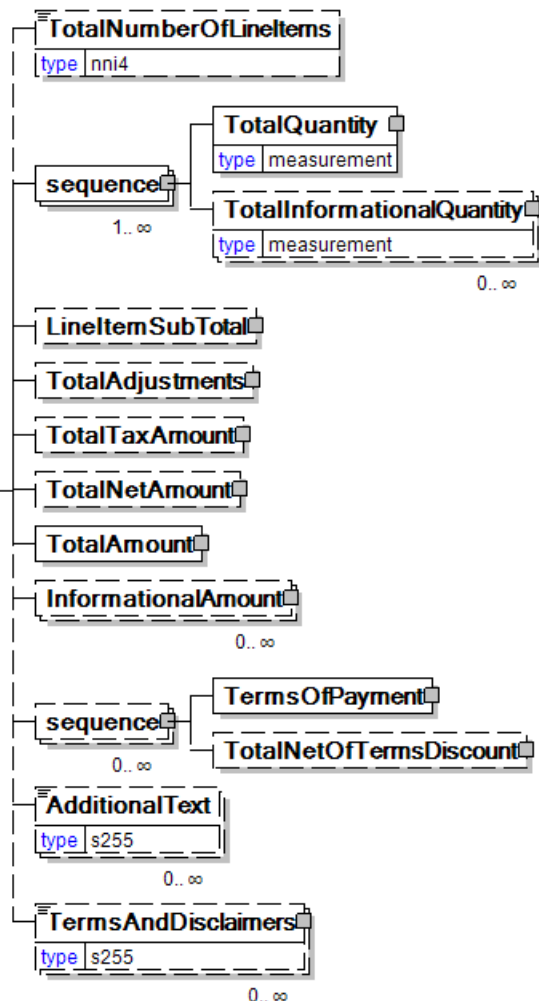 TotalNumberOfLineItems
type nni4
TotalQuantity
type measurement
sequence
1.. ∞
TotalInformationalQuantity
type measurement
0.. ∞
LineItemSubTotal
TotalAdjustments
TotalTaxAmount
TotalNetAmount
TotalAmount
InformationalAmount
0.. ∞
TermsOfPayment
sequence
0.. ∞
TotalNetOfTermsDiscount
AdditionalText
type s255
0.. ∞
TermsAndDisclaimers
type s255
0.. ∞